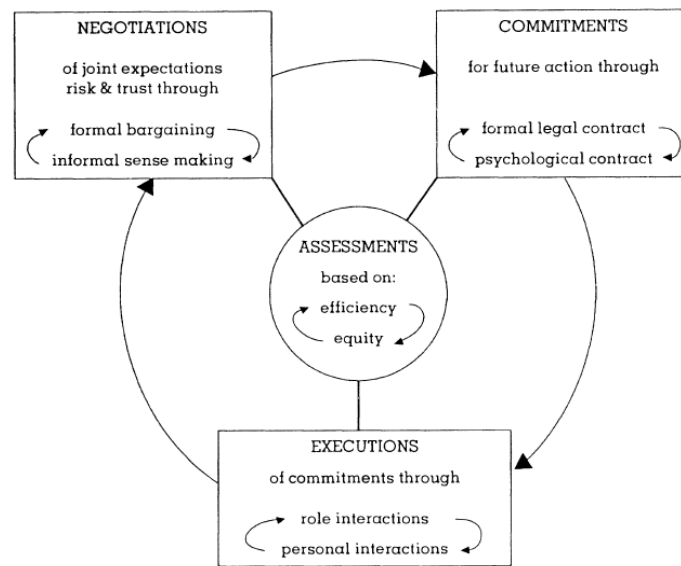 NEGOTIATIONS
of joint expectations
risk & trust through
formal bargaining
informal sense making
COMMITMENTS
for future action through
formal legal contract
psychological contract
ASSESSMENTS
based on:
efficiency
equity
EXECUTIONS
of commitments through
role interactions
personal interactions